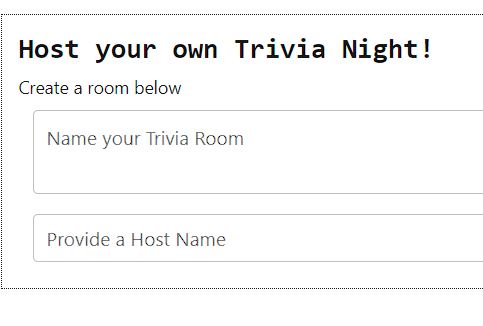 Host your own Trivia Night!
Create a room below
Name your Trivia Room
Provide a Host Name